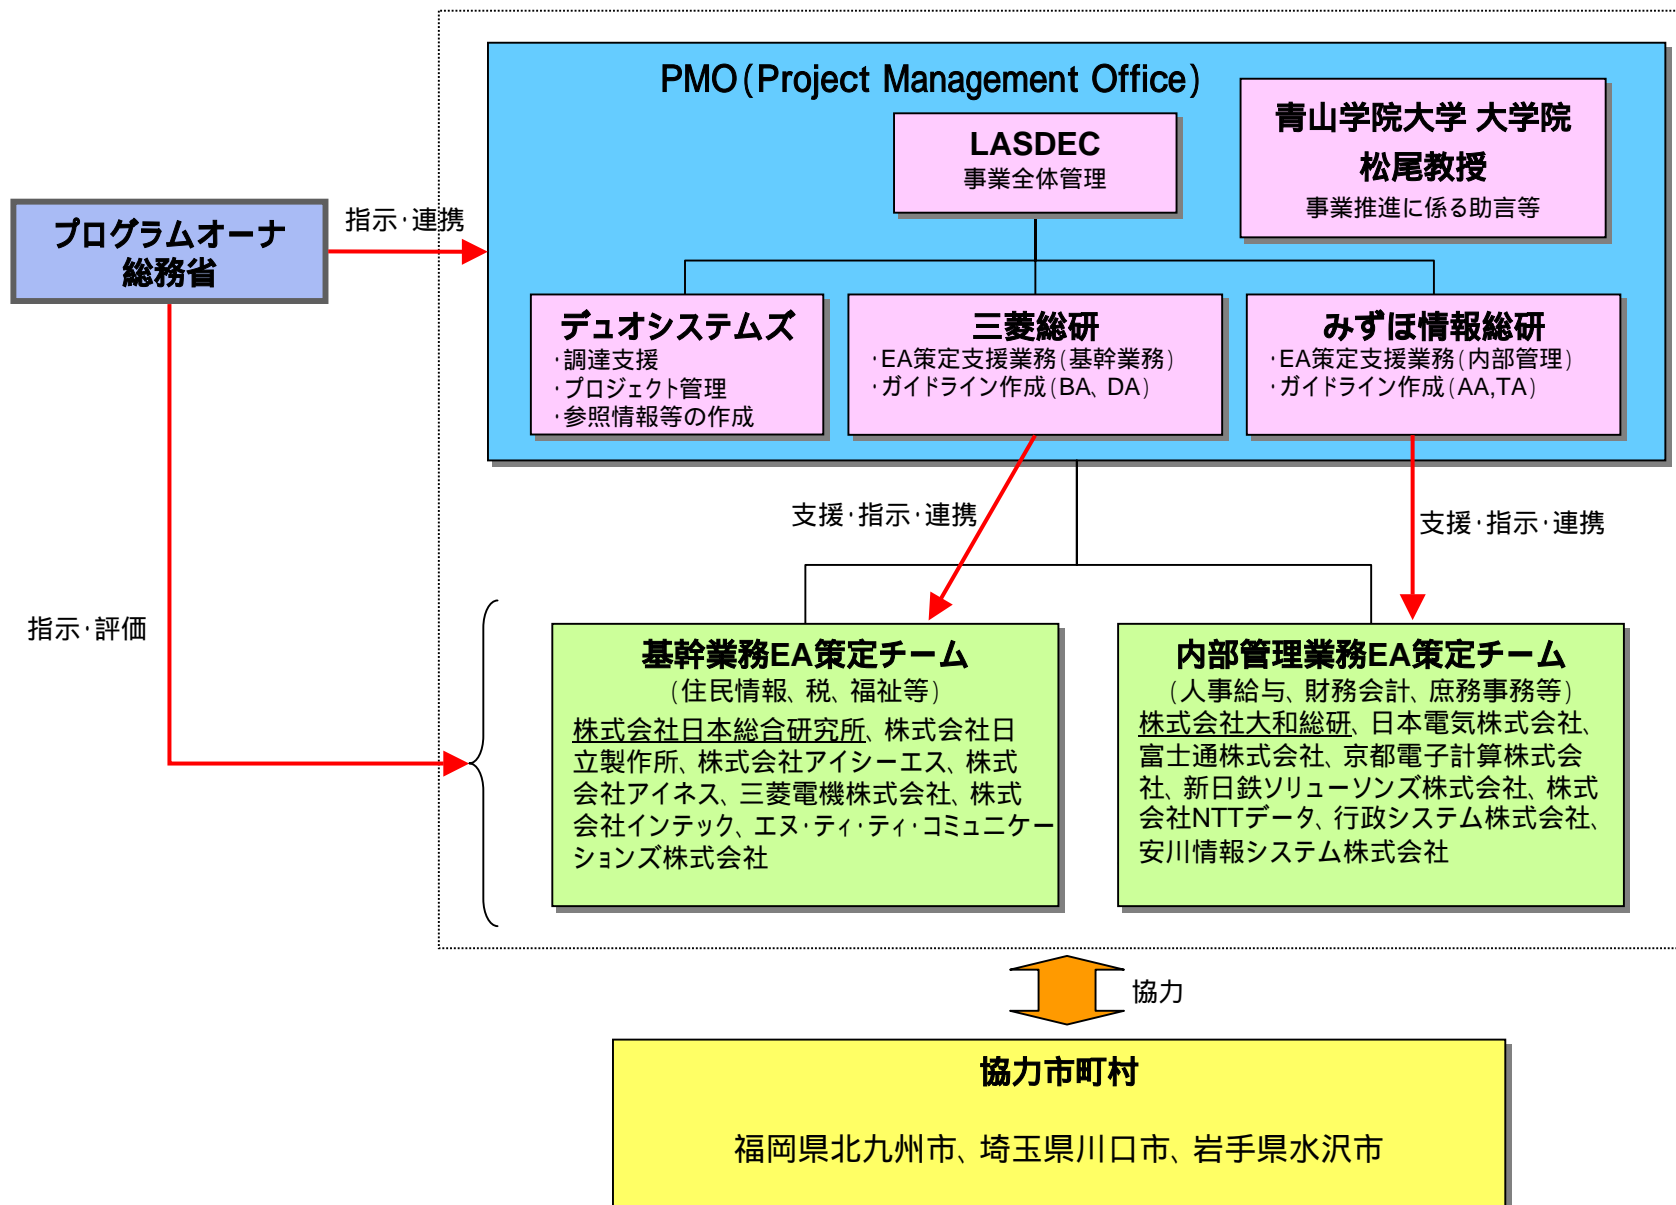 PMO(Project Management Office)
LASDEC
事業全体管理
青山学院大学 大学院
松尾教授
事業推進に係る助言等
プログラムオーナ
総務省
指示・連携
デュオシステムズ
・調達支援
・プロジェクト管理
・参照情報等の作成
三菱総研
・EA策定支援業務(基幹業務)
・ガイドライン作成(BA、DA)
みずほ情報総研
・EA策定支援業務(内部管理)
・ガイドライン作成(AA,TA)
支援・指示・連携
支援・指示・連携
指示・評価
基幹業務EA策定チーム
(住民情報、税、福祉等)
株式会社日本総合研究所、株式会社日
立製作所、株式会社アイシーエス、株式
会社アイネス、三菱電機株式会社、株式
会社インテック、エヌ・ティ・ティ・コミュニケー
ションズ株式会社
内部管理業務EA策定チーム
(人事給与、財務会計、庶務事務等)
株式会社大和総研、日本電気株式会社、
富士通株式会社、京都電子計算株式会
社、新日鉄ソリューソンズ株式会社、株式
会社NTTデータ、行政システム株式会社、
安川情報システム株式会社
協力
協力市町村
福岡県北九州市、埼玉県川口市、岩手県水沢市